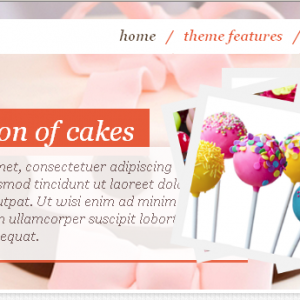 home / theme features /
on of cakes
met, consectetuer adipiscing
smod tincidunt ut laoreet dolo
utpat. Ut wisi enim ad minim
n ullamcorper suscipit lobort
equat.